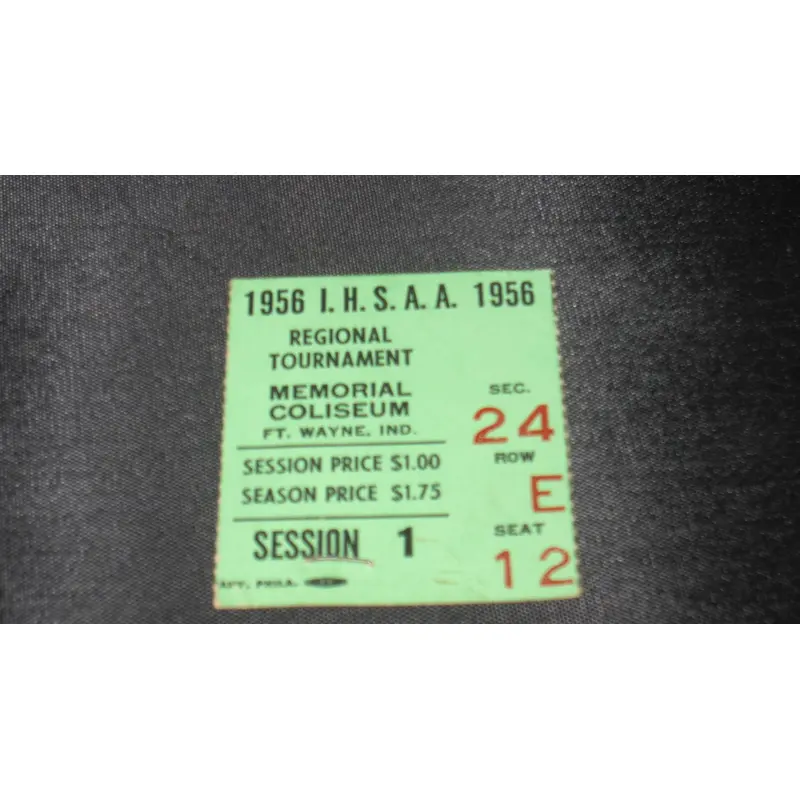 1956 I. H. S. A. A. 1956
REGIONAL
TOURNAMENT
MEMORIAL
COLISEUM
FT. WAYNE, IND.
SESSION PRICE $1.00
SEASON PRICE $1.75
SESSION 1
PHILA.
SEC.
24
ROW
E
SEAT
12